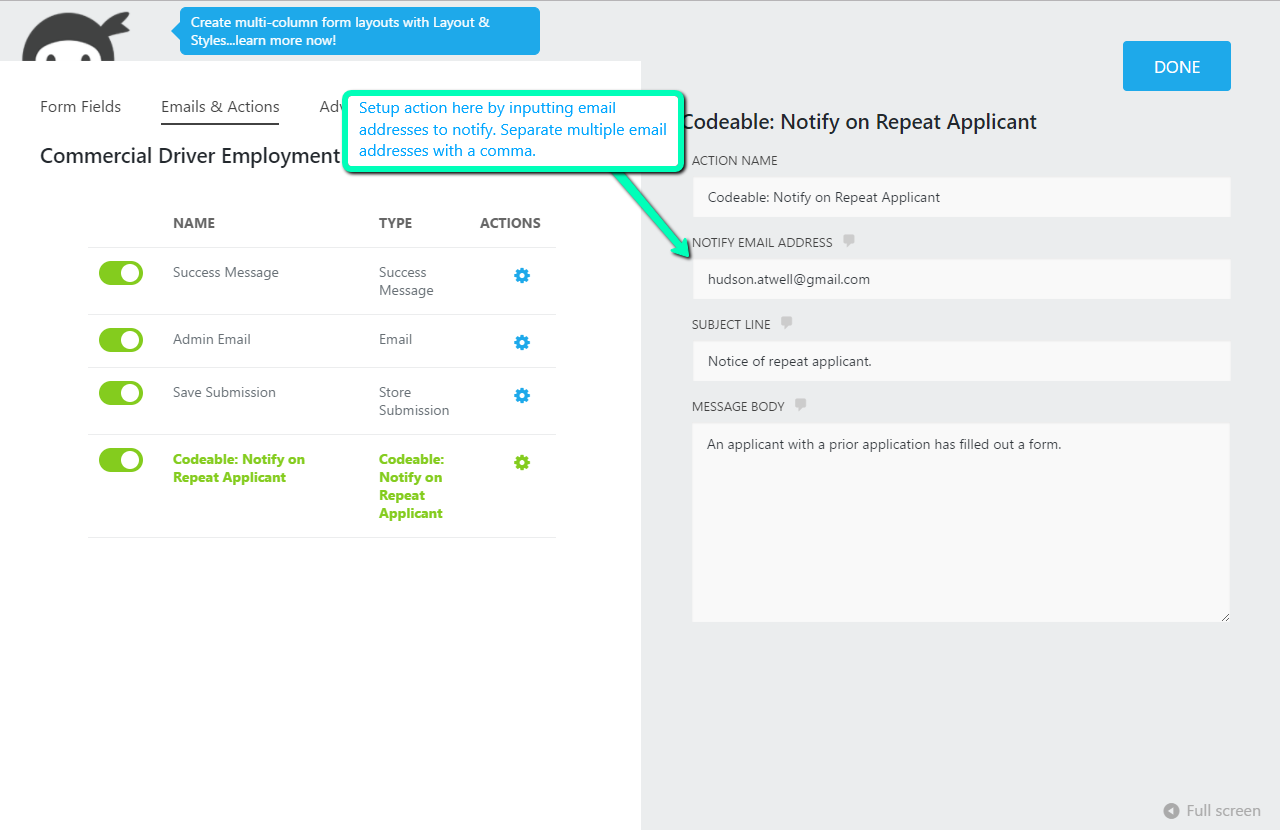 Create multi-column form layouts with Layout &
Styles...learn more now!
DONE
Form Fields
Emails & Actions
Adv
Setup action here by inputting email
addresses to notify. Separate multiple email
addresses with a comma.
Commercial Driver Employment
NAME
TYPE
ACTIONS
Success Message
Success
Message
Admin Email
Email
Save Submission
Store
Submission
Codeable: Notify on
Repeat Applicant
Codeable:
Notify on
Repeat
Applicant
Codeable: Notify on Repeat Applicant
ACTION NAME
Codeable: Notify on Repeat Applicant
NOTIFY EMAIL ADDRESS
hudson.atwell@gmail.com
SUBJECT LINE
Notice of repeat applicant.
MESSAGE BODY
An applicant with a prior application has filled out a form.
Full screen